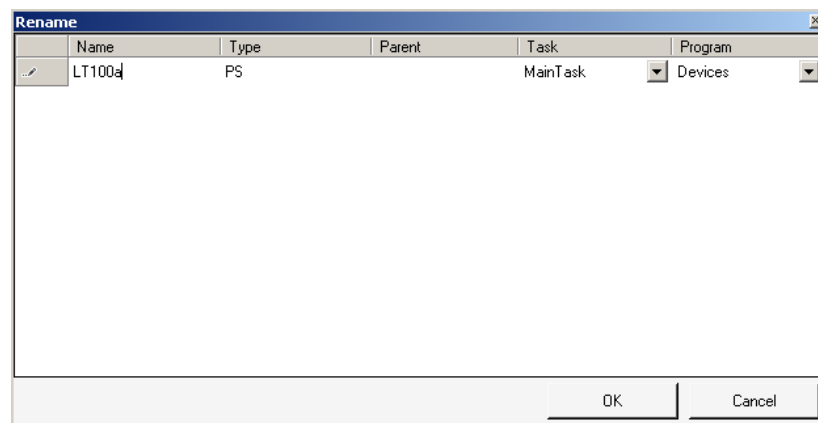 Rename
Name Type Parent Task Program
LT100a PS MainTask Devices
OK Cancel